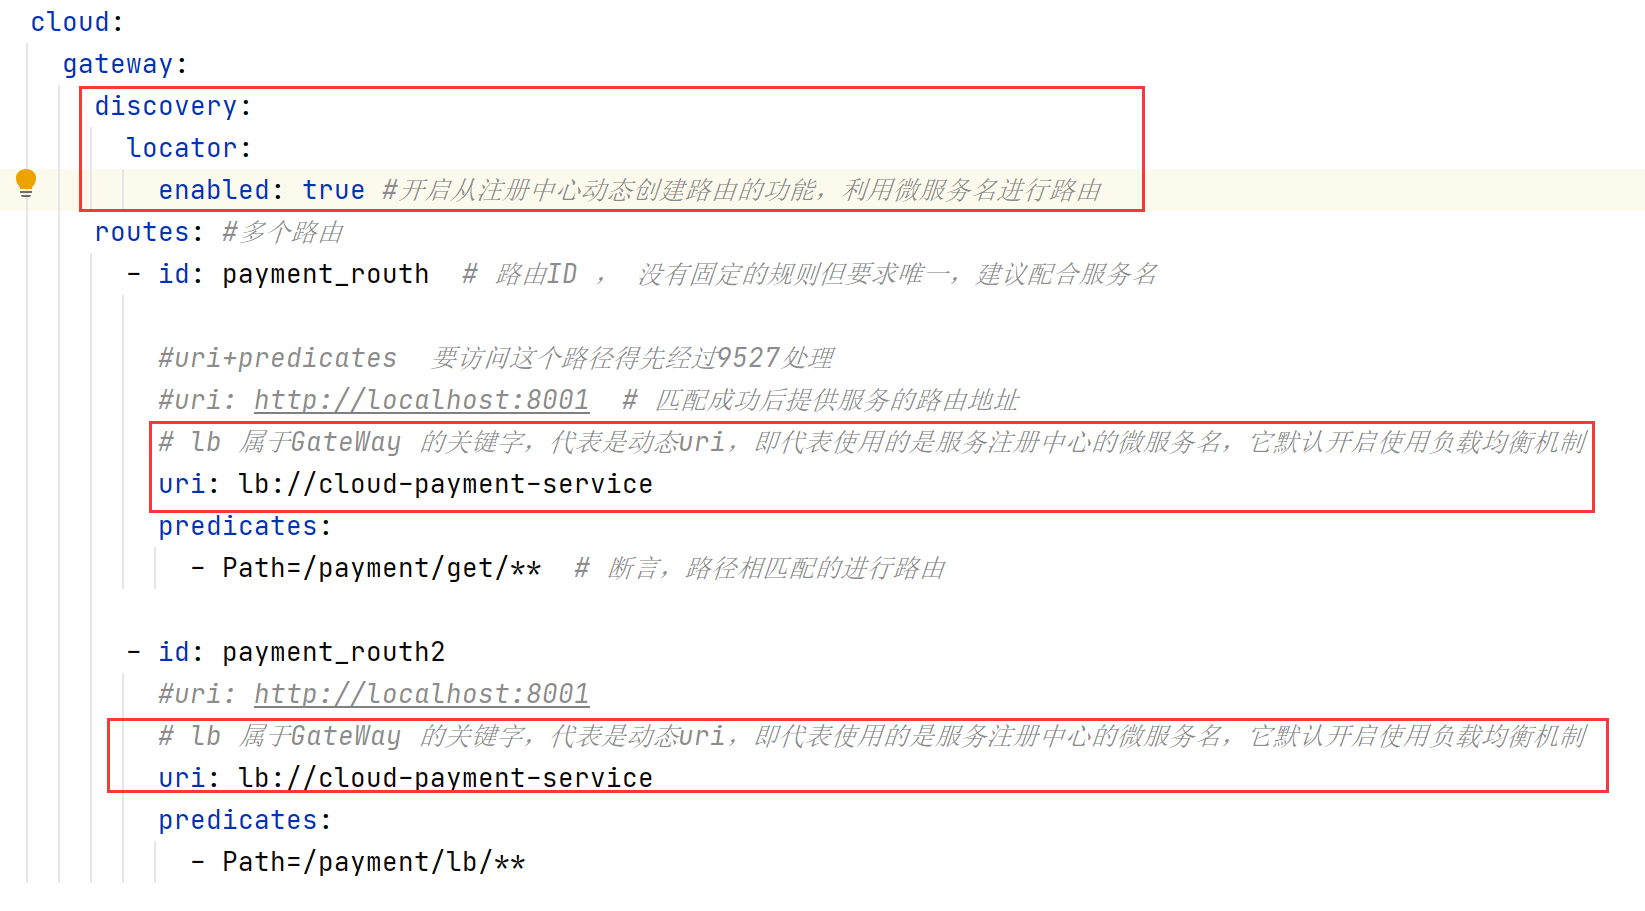 cloud:
gateway:
discovery:
locator:
enabled: true #开启从注册中心动态创建路由的功能，利用微服务名进行路由
routes: #多个路由
- id: payment_routh # 路由ID ， 没有固定的规则但要求唯一，建议配合服务名
#uri+predicates 要访问这个路径得先经过9527处理
#uri: http://localhost:8001 # 匹配成功后提供服务的路由地址
# lb 属于GateWay 的关键字，代表是动态uri，即代表使用的是服务注册中心的微服务名，它默认开启使用负载均衡机制
uri: lb://cloud-payment-service
predicates:
- Path=/payment/get/** # 断言，路径相匹配的进行路由
- id: payment_routh2
#uri: http://localhost:8001
# lb 属于GateWay 的关键字，代表是动态uri，即代表使用的是服务注册中心的微服务名，它默认开启使用负载均衡机制
uri: lb://cloud-payment-service
predicates:
- Path=/payment/lb/**